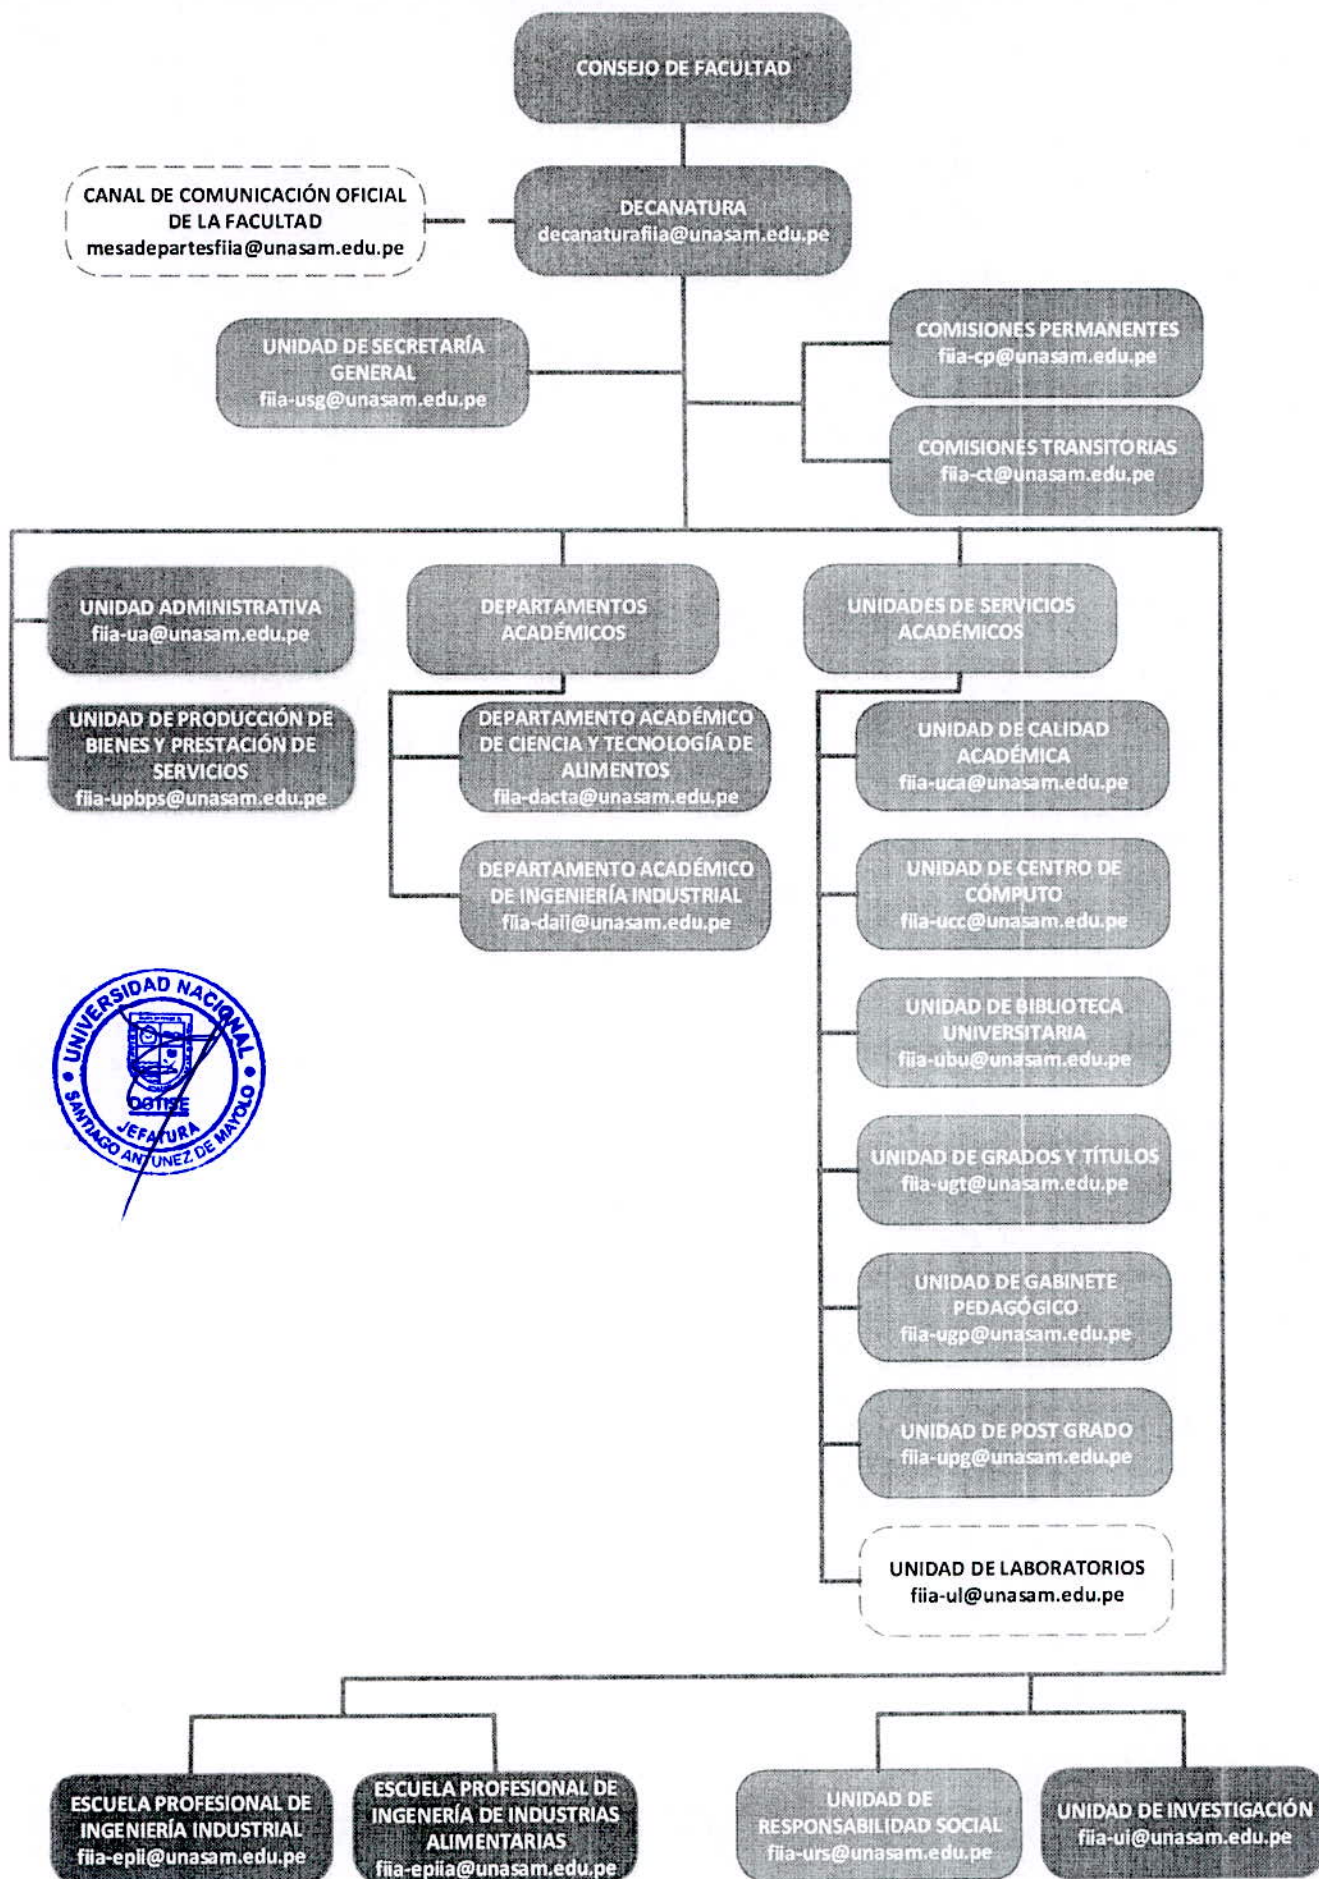 CONSEJO DE FACULTAD
CANAL DE COMUNICACIÓN OFICIAL
DE LA FACULTAD
mesadepartesfiia@unasam.edu.pe
DECANATURA
decanaturafiia@unasam.edu.pe
UNIDAD DE SECRETARÍA
GENERAL
fiia-usg@unasam.edu.pe
COMISIONES PERMANENTES
fiia-cp@unasam.edu.pe
COMISIONES TRANSITORIAS
fiia-ct@unasam.edu.pe
UNIDAD ADMINISTRATIVA
fiia-ua@unasam.edu.pe
UNIDAD DE PRODUCCIÓN DE
BIENES Y PRESTACIÓN DE
SERVICIOS
fiia-upbps@unasam.edu.pe
DEPARTAMENTOS
ACADÉMICOS
DEPARTAMENTO ACADÉMICO
DE CIENCIA Y TECNOLOGÍA DE
ALIMENTOS
fiia-dacta@unasam.edu.pe
DEPARTAMENTO ACADÉMICO
DE INGENIERÍA INDUSTRIAL
fiia-daii@unasam.edu.pe
UNIDADES DE SERVICIOS
ACADÉMICOS
UNIDAD DE CALIDAD
ACADÉMICA
fiia-uca@unasam.edu.pe
UNIDAD DE CENTRO DE
CÓMPUTO
fiia-ucc@unasam.edu.pe
UNIDAD DE BIBLIOTECA
UNIVERSITARIA
fiia-ubu@unasam.edu.pe
UNIDAD DE GRADOS Y TÍTULOS
fiia-ugt@unasam.edu.pe
UNIDAD DE GABINETE
PEDAGÓGICO
fiia-ugp@unasam.edu.pe
UNIDAD DE POST GRADO
fiia-upg@unasam.edu.pe
UNIDAD DE LABORATORIOS
fiia-ul@unasam.edu.pe
UNIVERSIDAD NACIONAL
SANTIAGO ANTUNEZ DE MAYOLO
OGTISE
JEFATURA
ESCUELA PROFESIONAL DE
INGENIERÍA INDUSTRIAL
fiia-epii@unasam.edu.pe
ESCUELA PROFESIONAL DE
INGENERÍA DE INDUSTRIAS
ALIMENTARIAS
fiia-epiia@unasam.edu.pe
UNIDAD DE
RESPONSABILIDAD SOCIAL
fiia-urs@unasam.edu.pe
UNIDAD DE INVESTIGACIÓN
fiia-ui@unasam.edu.pe